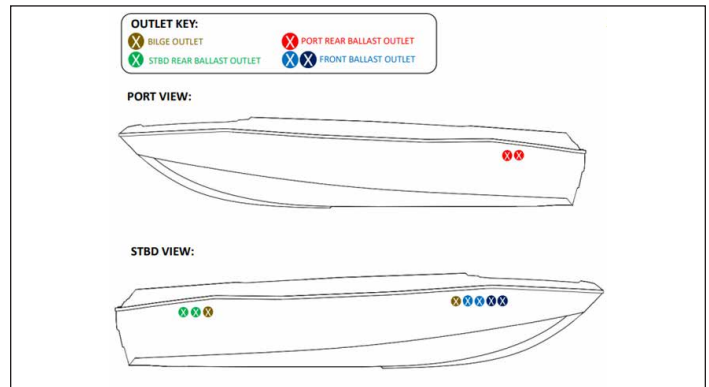 OUTLET KEY:
X BILGE OUTLET
X PORT REAR BALLAST OUTLET
X STBD REAR BALLAST OUTLET
X X FRONT BALLAST OUTLET
PORT VIEW:
X X
STBD VIEW:
X X X X X
X X X